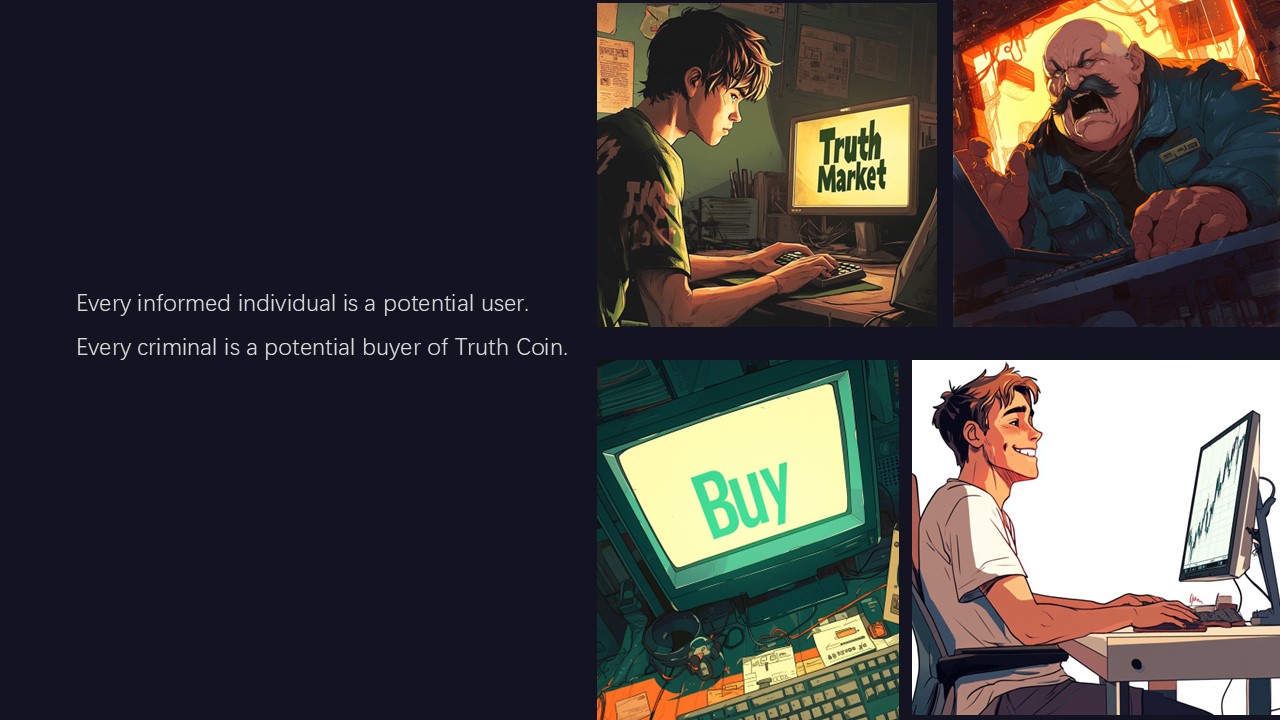 Every informed individual is a potential user.
Every criminal is a potential buyer of Truth Coin.
Truth
Market
Buy